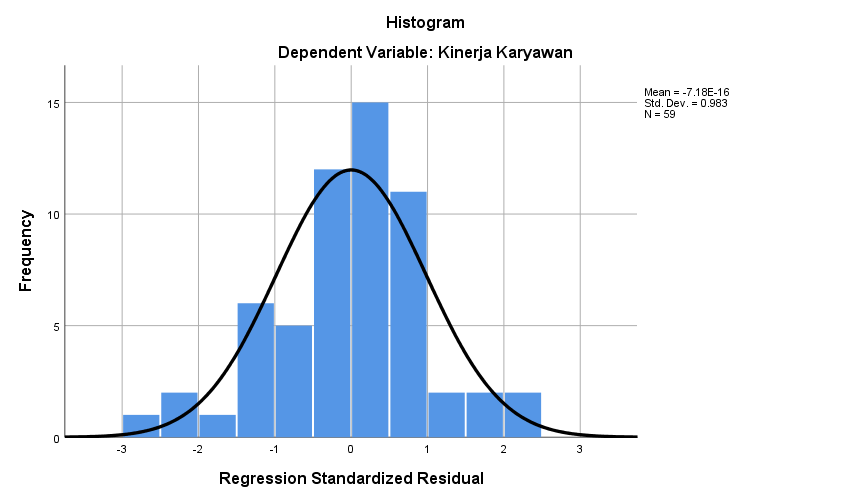 Histogram
Dependent Variable: Kinerja Karyawan
Mean = -7.18E-16
Std. Dev. = 0.983
N = 59
Frequency
15
10
5
0
-3 -2 -1 0 1 2 3
Regression Standardized Residual